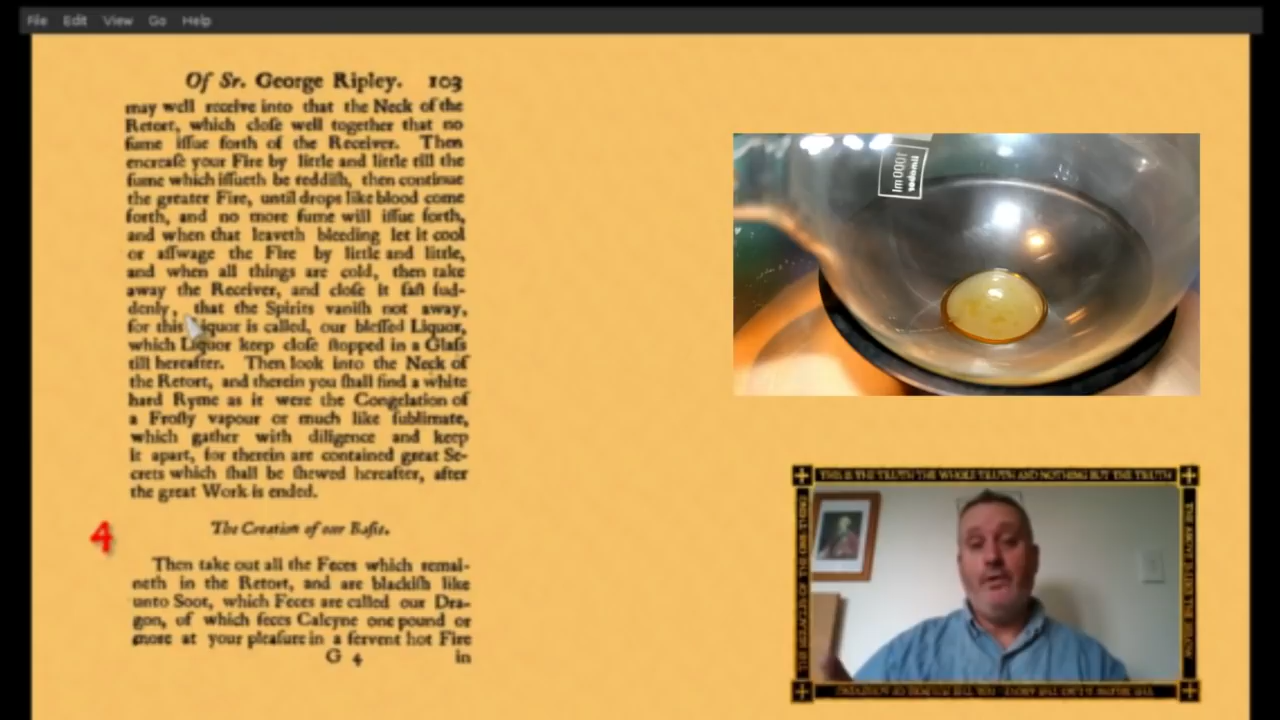 File Edit View Go Help
Of Sr. George Ripley. 103
may well receive into that the Neck of the
Retort, which cloſe well together that no
fume iſſue forth of the Receiver. Then
encreaſe your Fire by little and little till the
fume which iſſueth be reddiſh, then continue
the greater Fire, until drops like blood come
forth, and no more fume will iſſue forth,
and when that leaveth bleeding let it cool
or aſſwage the Fire by little and little,
and when all things are cold, then take
away the Receiver, and cloſe it faſt ſud-
denly, that the Spirits vaniſh not away,
for this Liquor is called, our bleſſed Liquor,
which Liquor keep cloſe ſtopped in a Glaſs
till hereafter. Then look into the Neck of
the Retort, and therein you ſhall find a white
hard Ryme as it were the Congelation of
a Froſty vapour or much like ſublimate,
which gather with diligence and keep
it apart, for therein are contained great Se-
crets which ſhall be ſhewed hereafter, after
the great Work is ended.
4
The Creation of our Baſis.
Then take out all the Feces which remai-
neth in the Retort, and are blackiſh like
unto Soot, which Feces are called our Dra-
gon, of which feces Calcyne one pound or
more at your pleaſure in a fervent hot Fire
G 4 in
1000ml
THIS IS THE TRUTH THE WHOLE TRUTH AND NOTHING BUT THE TRUTH